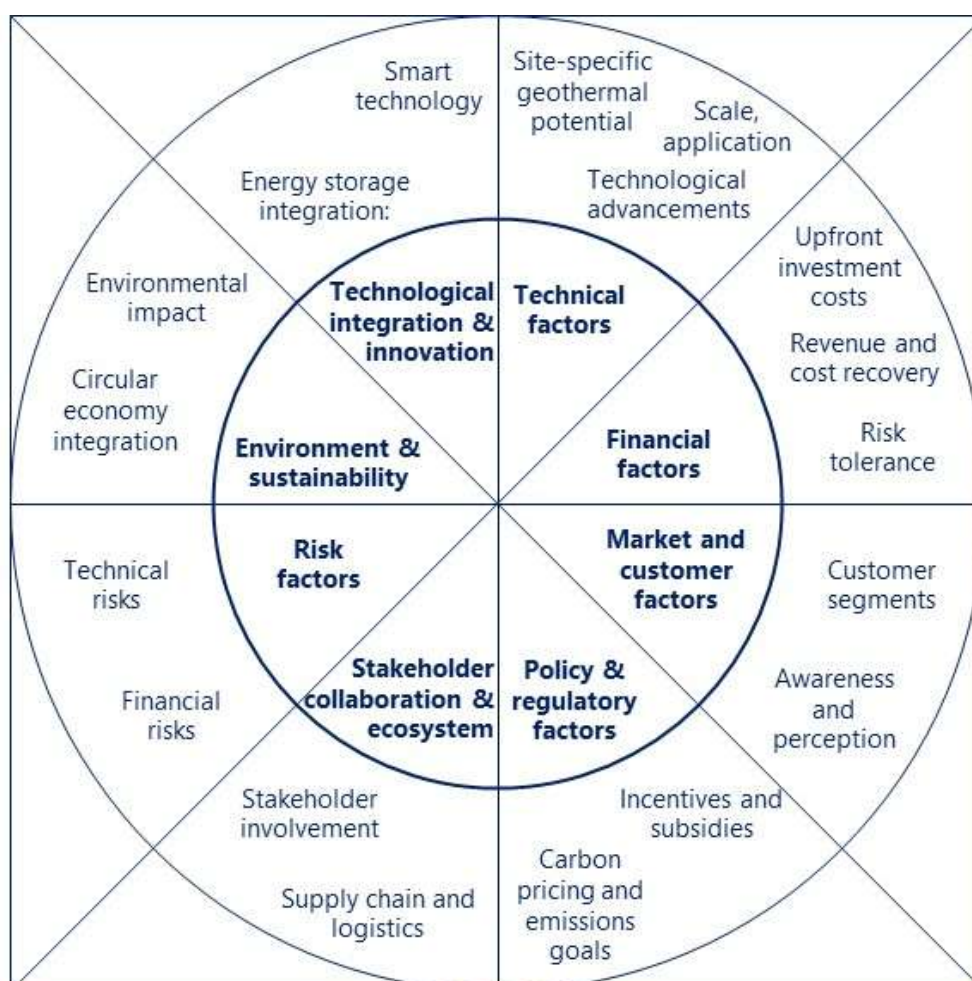 Smart
technology
Energy storage
integration:
Technological
integration &
innovation
Site-specific
geothermal
potential
Scale,
application
Technological
advancements
Technical
factors
Upfront
investment
costs
Revenue and
cost recovery
Risk
tolerance
Financial
factors
Market and
customer
factors
Customer
segments
Awareness
and
perception
Policy &
regulatory
factors
Incentives and
subsidies
Carbon
pricing and
emissions
goals
Stakeholder
collaboration &
ecosystem
Stakeholder
involvement
Supply chain and
logistics
Risk
factors
Technical
risks
Financial
risks
Environment &
sustainability
Environmental
impact
Circular
economy
integration